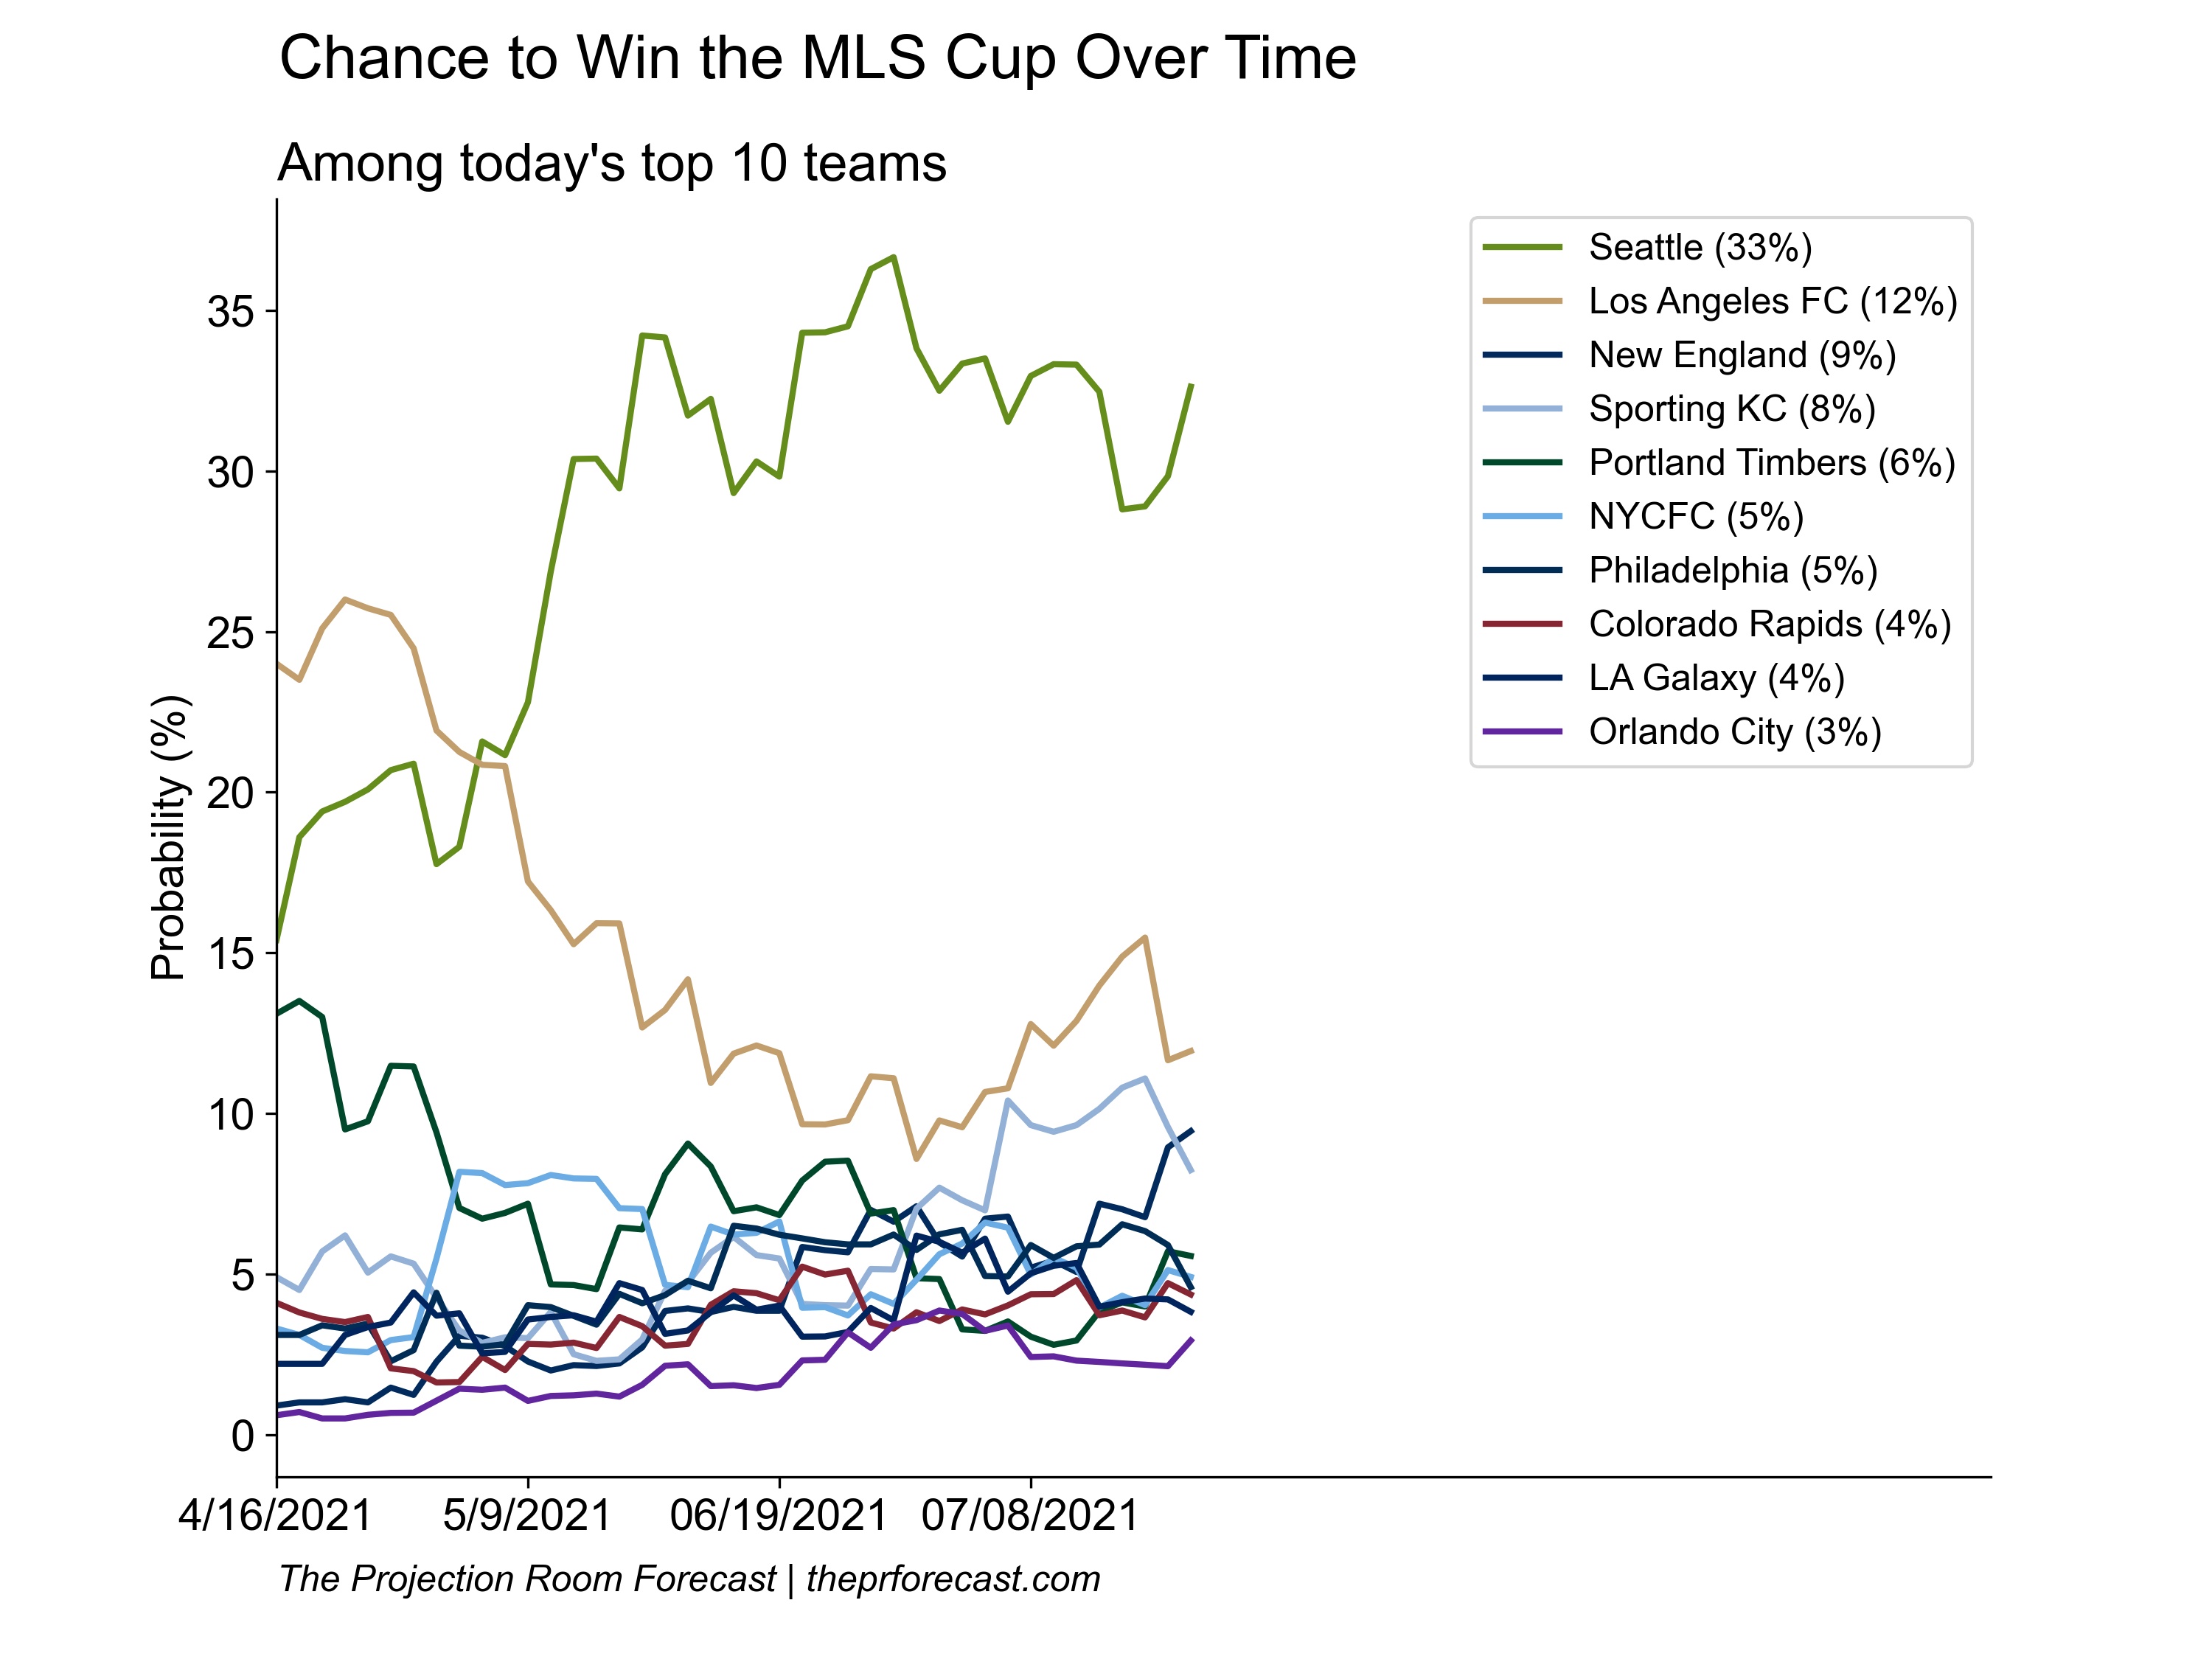 Chance to Win the MLS Cup Over Time
Among today's top 10 teams
Seattle (33%)
Los Angeles FC (12%)
New England (9%)
Sporting KC (8%)
Portland Timbers (6%)
NYCFC (5%)
Philadelphia (5%)
Colorado Rapids (4%)
LA Galaxy (4%)
Orlando City (3%)
Probability (%)
35
30
25
20
15
10
5
0
4/16/2021 5/9/2021 06/19/2021 07/08/2021
The Projection Room Forecast | theprforecast.com